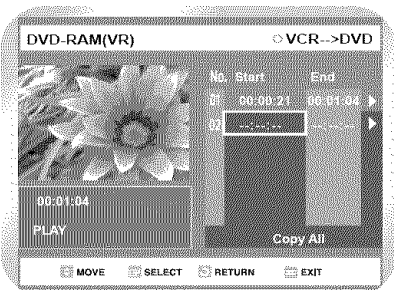 DVD-RAM(VR) VCR-->DVD
No. Start End
01 00:00:21 00:01:04
02 --:--:-- --:--:--
00:01:04
PLAY
Copy All
MOVE SELECT RETURN EXIT